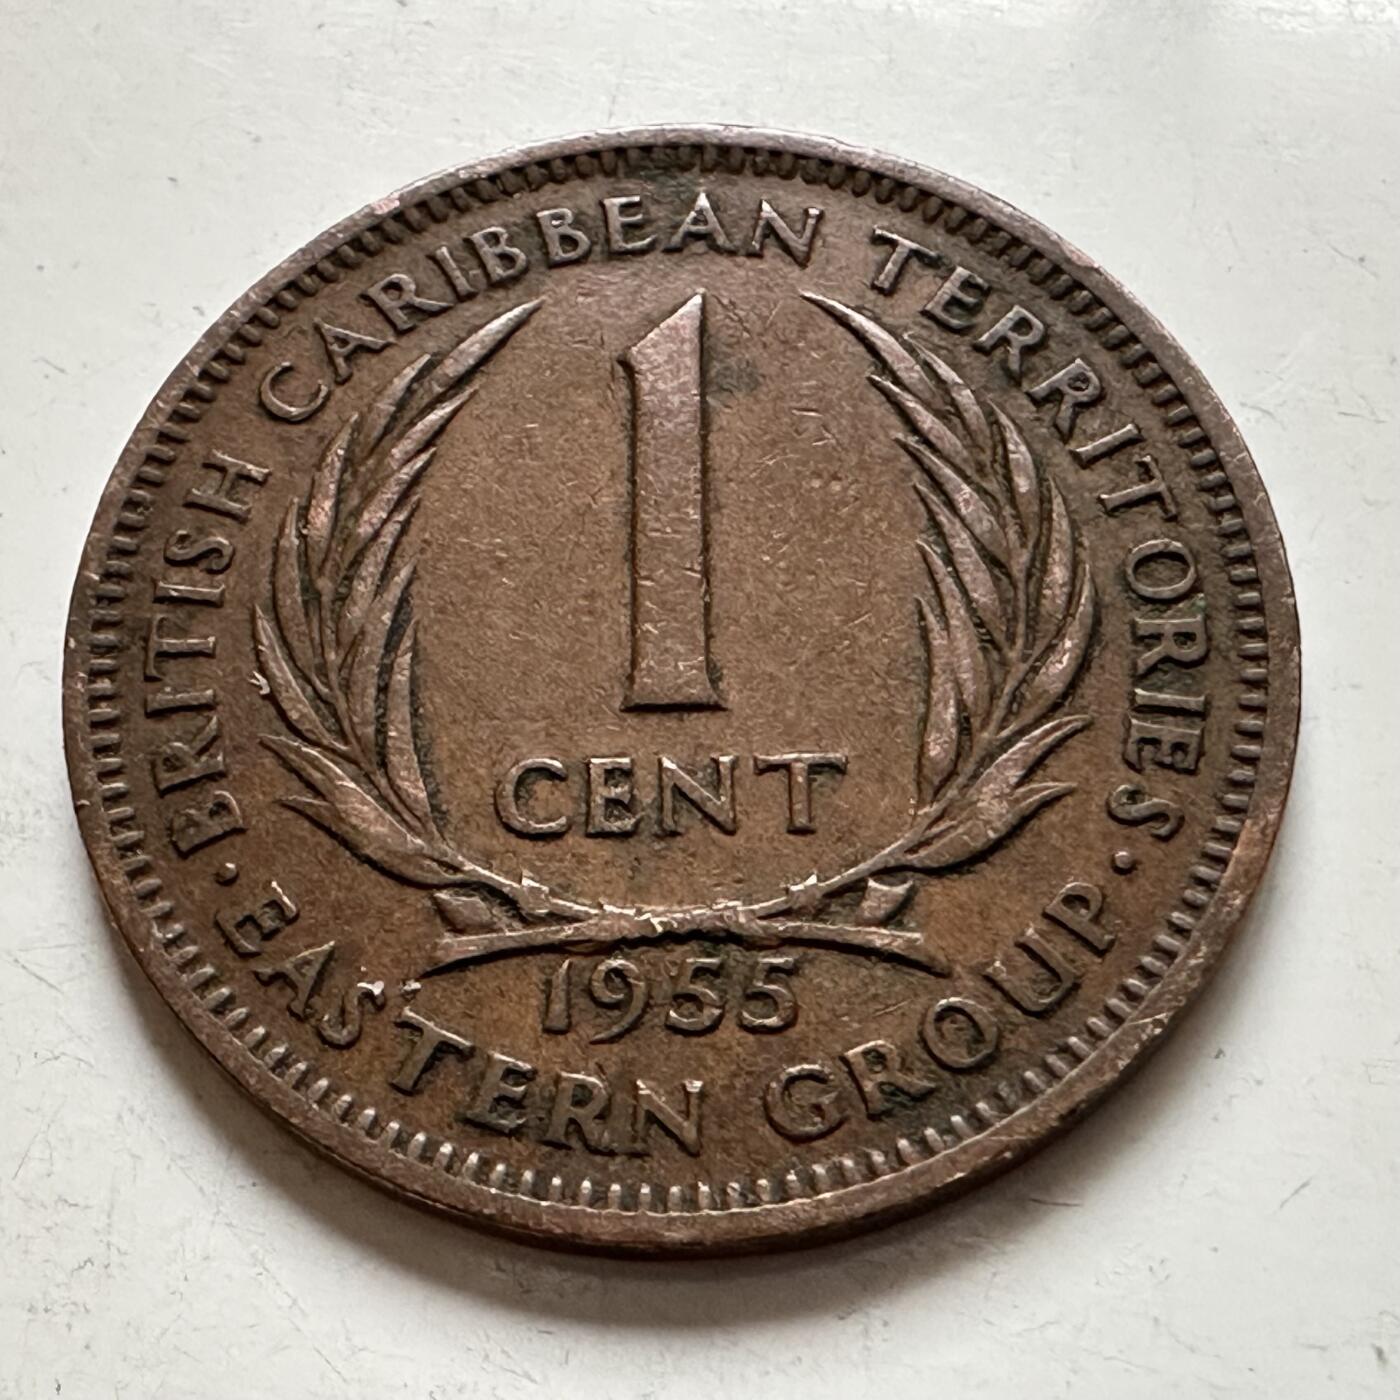 BRITISH CARIBBEAN TERRITORIES
1
CENT
1955
· EASTERN GROUP ·